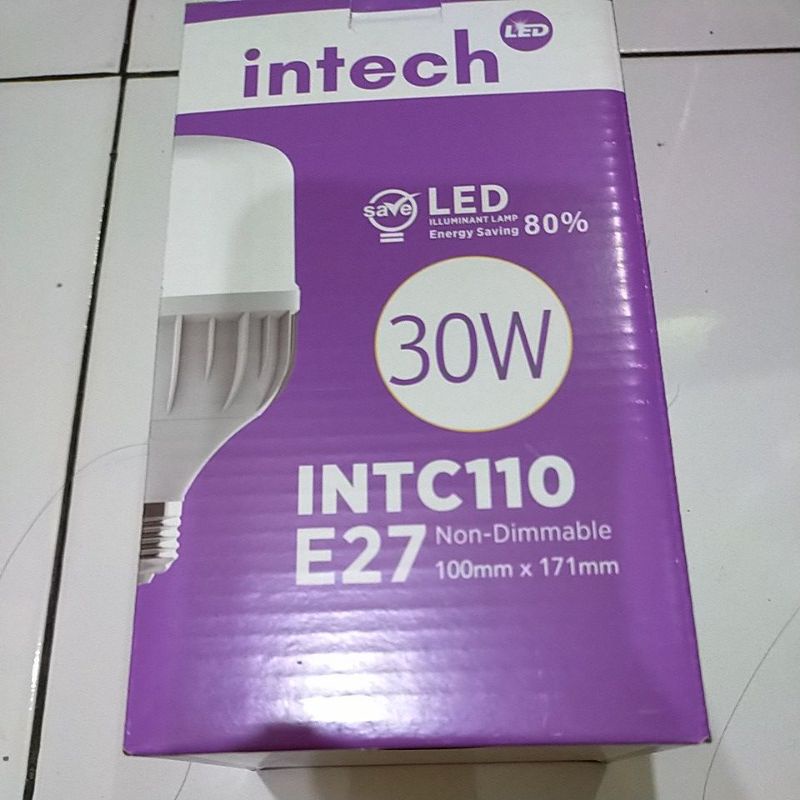 intech LED
save LED
ILLUMINANT LAMP
Energy Saving 80%
30W
INTC110
E27 Non-Dimmable
100mm x 171mm